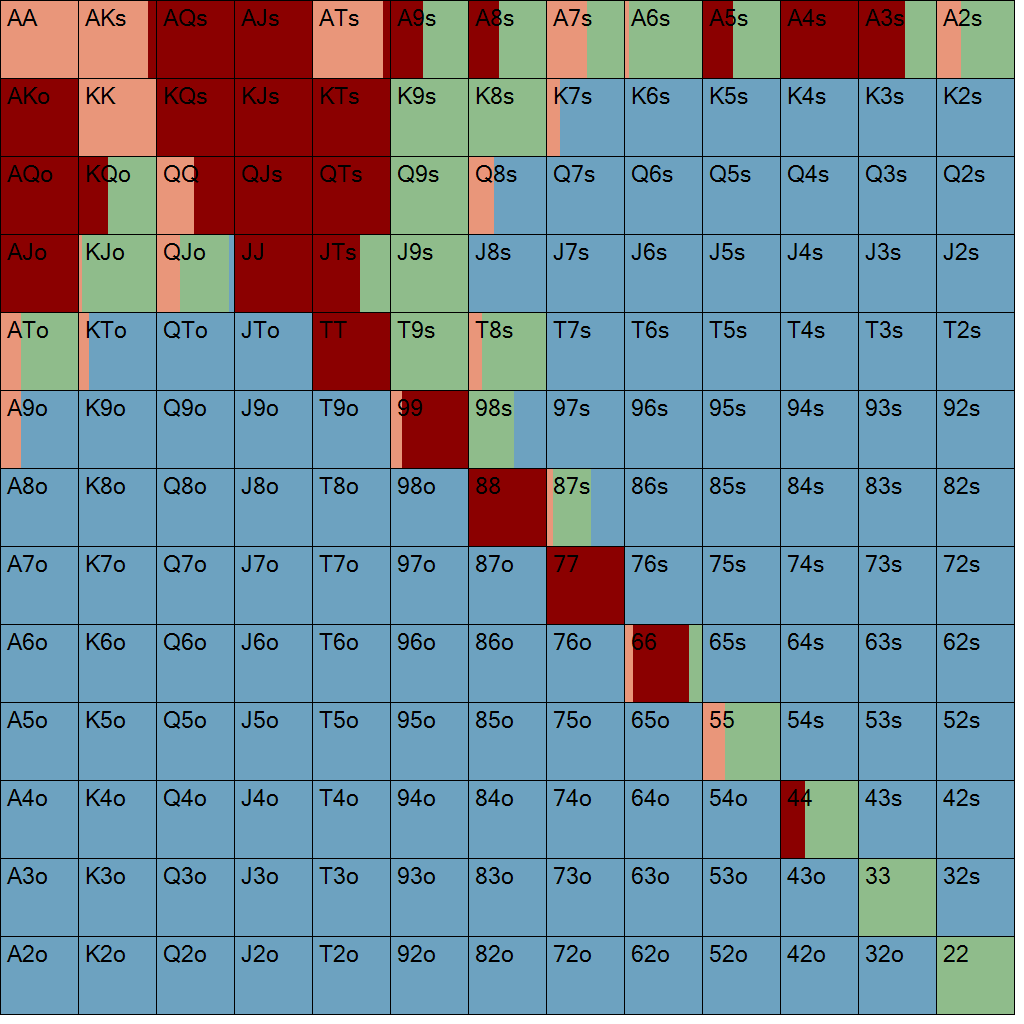 AA AKs AQs AJs ATs A9s A8s A7s A6s A5s A4s A3s A2s
AKo KK KQs KJs KTs K9s K8s K7s K6s K5s K4s K3s K2s
AQo KQo QQ QJs QTs Q9s Q8s Q7s Q6s Q5s Q4s Q3s Q2s
AJo KJo QJo JJ JTs J9s J8s J7s J6s J5s J4s J3s J2s
ATo KTo QTo JTo TT T9s T8s T7s T6s T5s T4s T3s T2s
A9o K9o Q9o J9o T9o 99 98s 97s 96s 95s 94s 93s 92s
A8o K8o Q8o J8o T8o 98o 88 87s 86s 85s 84s 83s 82s
A7o K7o Q7o J7o T7o 97o 87o 77 76s 75s 74s 73s 72s
A6o K6o Q6o J6o T6o 96o 86o 76o 66 65s 64s 63s 62s
A5o K5o Q5o J5o T5o 95o 85o 75o 65o 55 54s 53s 52s
A4o K4o Q4o J4o T4o 94o 84o 74o 64o 54o 44 43s 42s
A3o K3o Q3o J3o T3o 93o 83o 73o 63o 53o 43o 33 32s
A2o K2o Q2o J2o T2o 92o 82o 72o 62o 52o 42o 32o 22